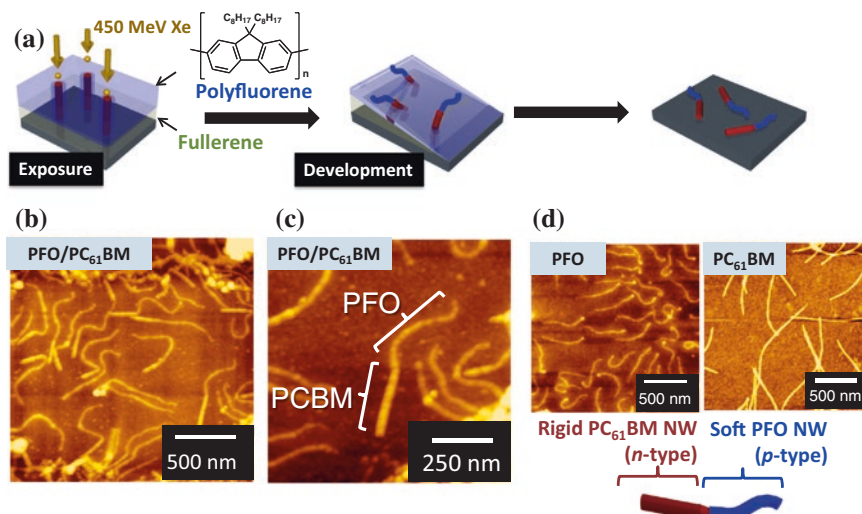 (a)
450 MeV Xe
C8H17 C8H17
n
Polyfluorene
Fullerene
Exposure
Development
(b)
(c)
(d)
PFO/PC61BM
PFO/PC61BM
PFO
PC61BM
PFO
PCBM
500 nm
250 nm
500 nm
500 nm
Rigid PC61BM NW
(n-type)
Soft PFO NW
(p-type)